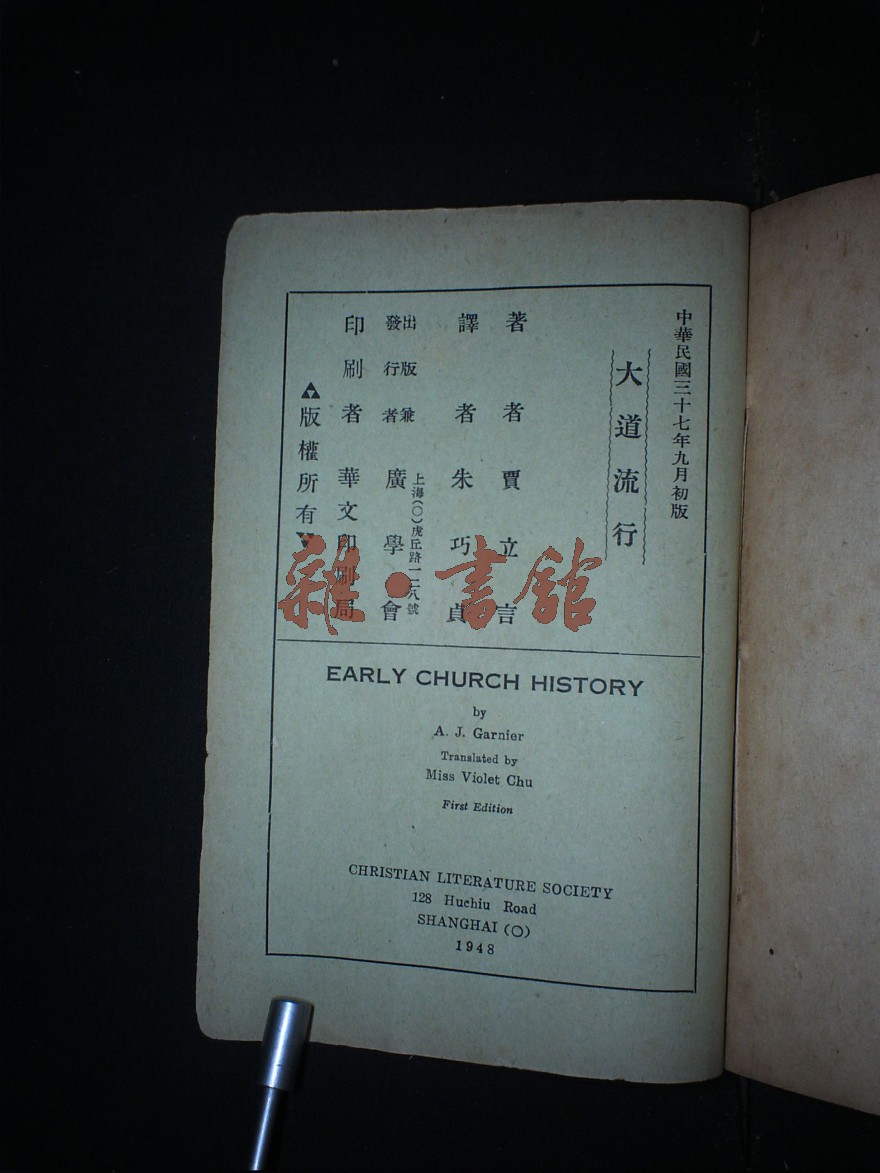 中華民國三十七年九月初版
大道流行
著者 賈立言
譯者 朱巧貞
出版兼發行者 廣學會
上海(〇)虎丘路一二八號
印刷者 華文印刷局
版權所有
雜·書館
EARLY CHURCH HISTORY
by
A. J. Garnier
Translated by
Miss Violet Chu
First Edition
CHRISTIAN LITERATURE SOCIETY
128 Huchiu Road
SHANGHAI (O)
1948